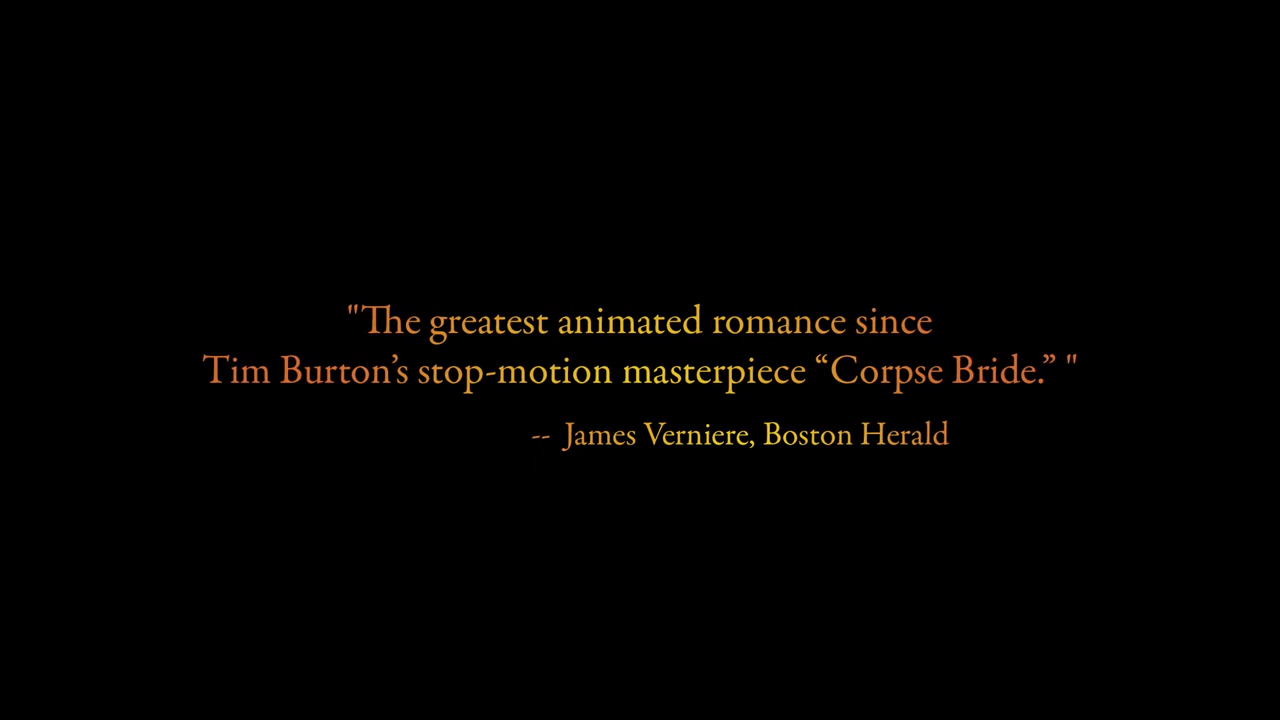 "The greatest animated romance since
Tim Burton’s stop-motion masterpiece “Corpse Bride.” "
-- James Verniere, Boston Herald